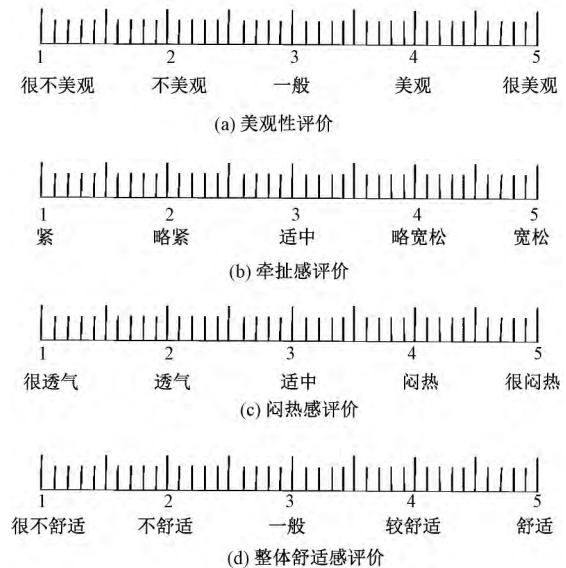 1 2 3 4 5
很不美观 不美观 一般 美观 很美观
(a) 美观性评价
1 2 3 4 5
紧 略紧 适中 略宽松 宽松
(b) 牵扯感评价
1 2 3 4 5
很透气 透气 适中 闷热 很闷热
(c) 闷热感评价
1 2 3 4 5
很不舒适 不舒适 一般 较舒适 舒适
(d) 整体舒适感评价